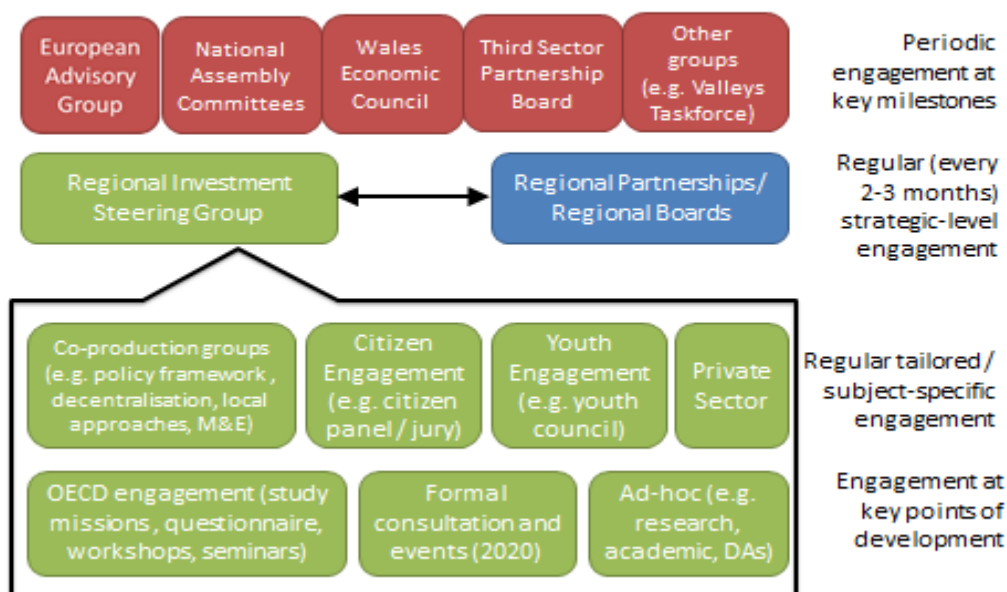 European
Advisory
Group
National
Assembly
Committees
Wales
Economic
Council
Third Sector
Partnership
Board
Other
groups
(e.g. Valleys
Taskforce)
Periodic
engagement at
key milestones
Regional Investment
Steering Group
Regional Partnerships/
Regional Boards
Regular (every
2-3 months)
strategic-level
engagement
Co-production groups
(e.g. policy framework,
decentralisation, local
approaches, M&E)
Citizen
Engagement
(e.g. citizen
panel / jury)
Youth
Engagement
(e.g. youth
council)
Private
Sector
Regular tailored /
subject-specific
engagement
OECD engagement (study
missions, questionnaire,
workshops, seminars)
Formal
consultation and
events (2020)
Ad-hoc (e.g.
research,
academic, DAs)
Engagement at
key points of
development